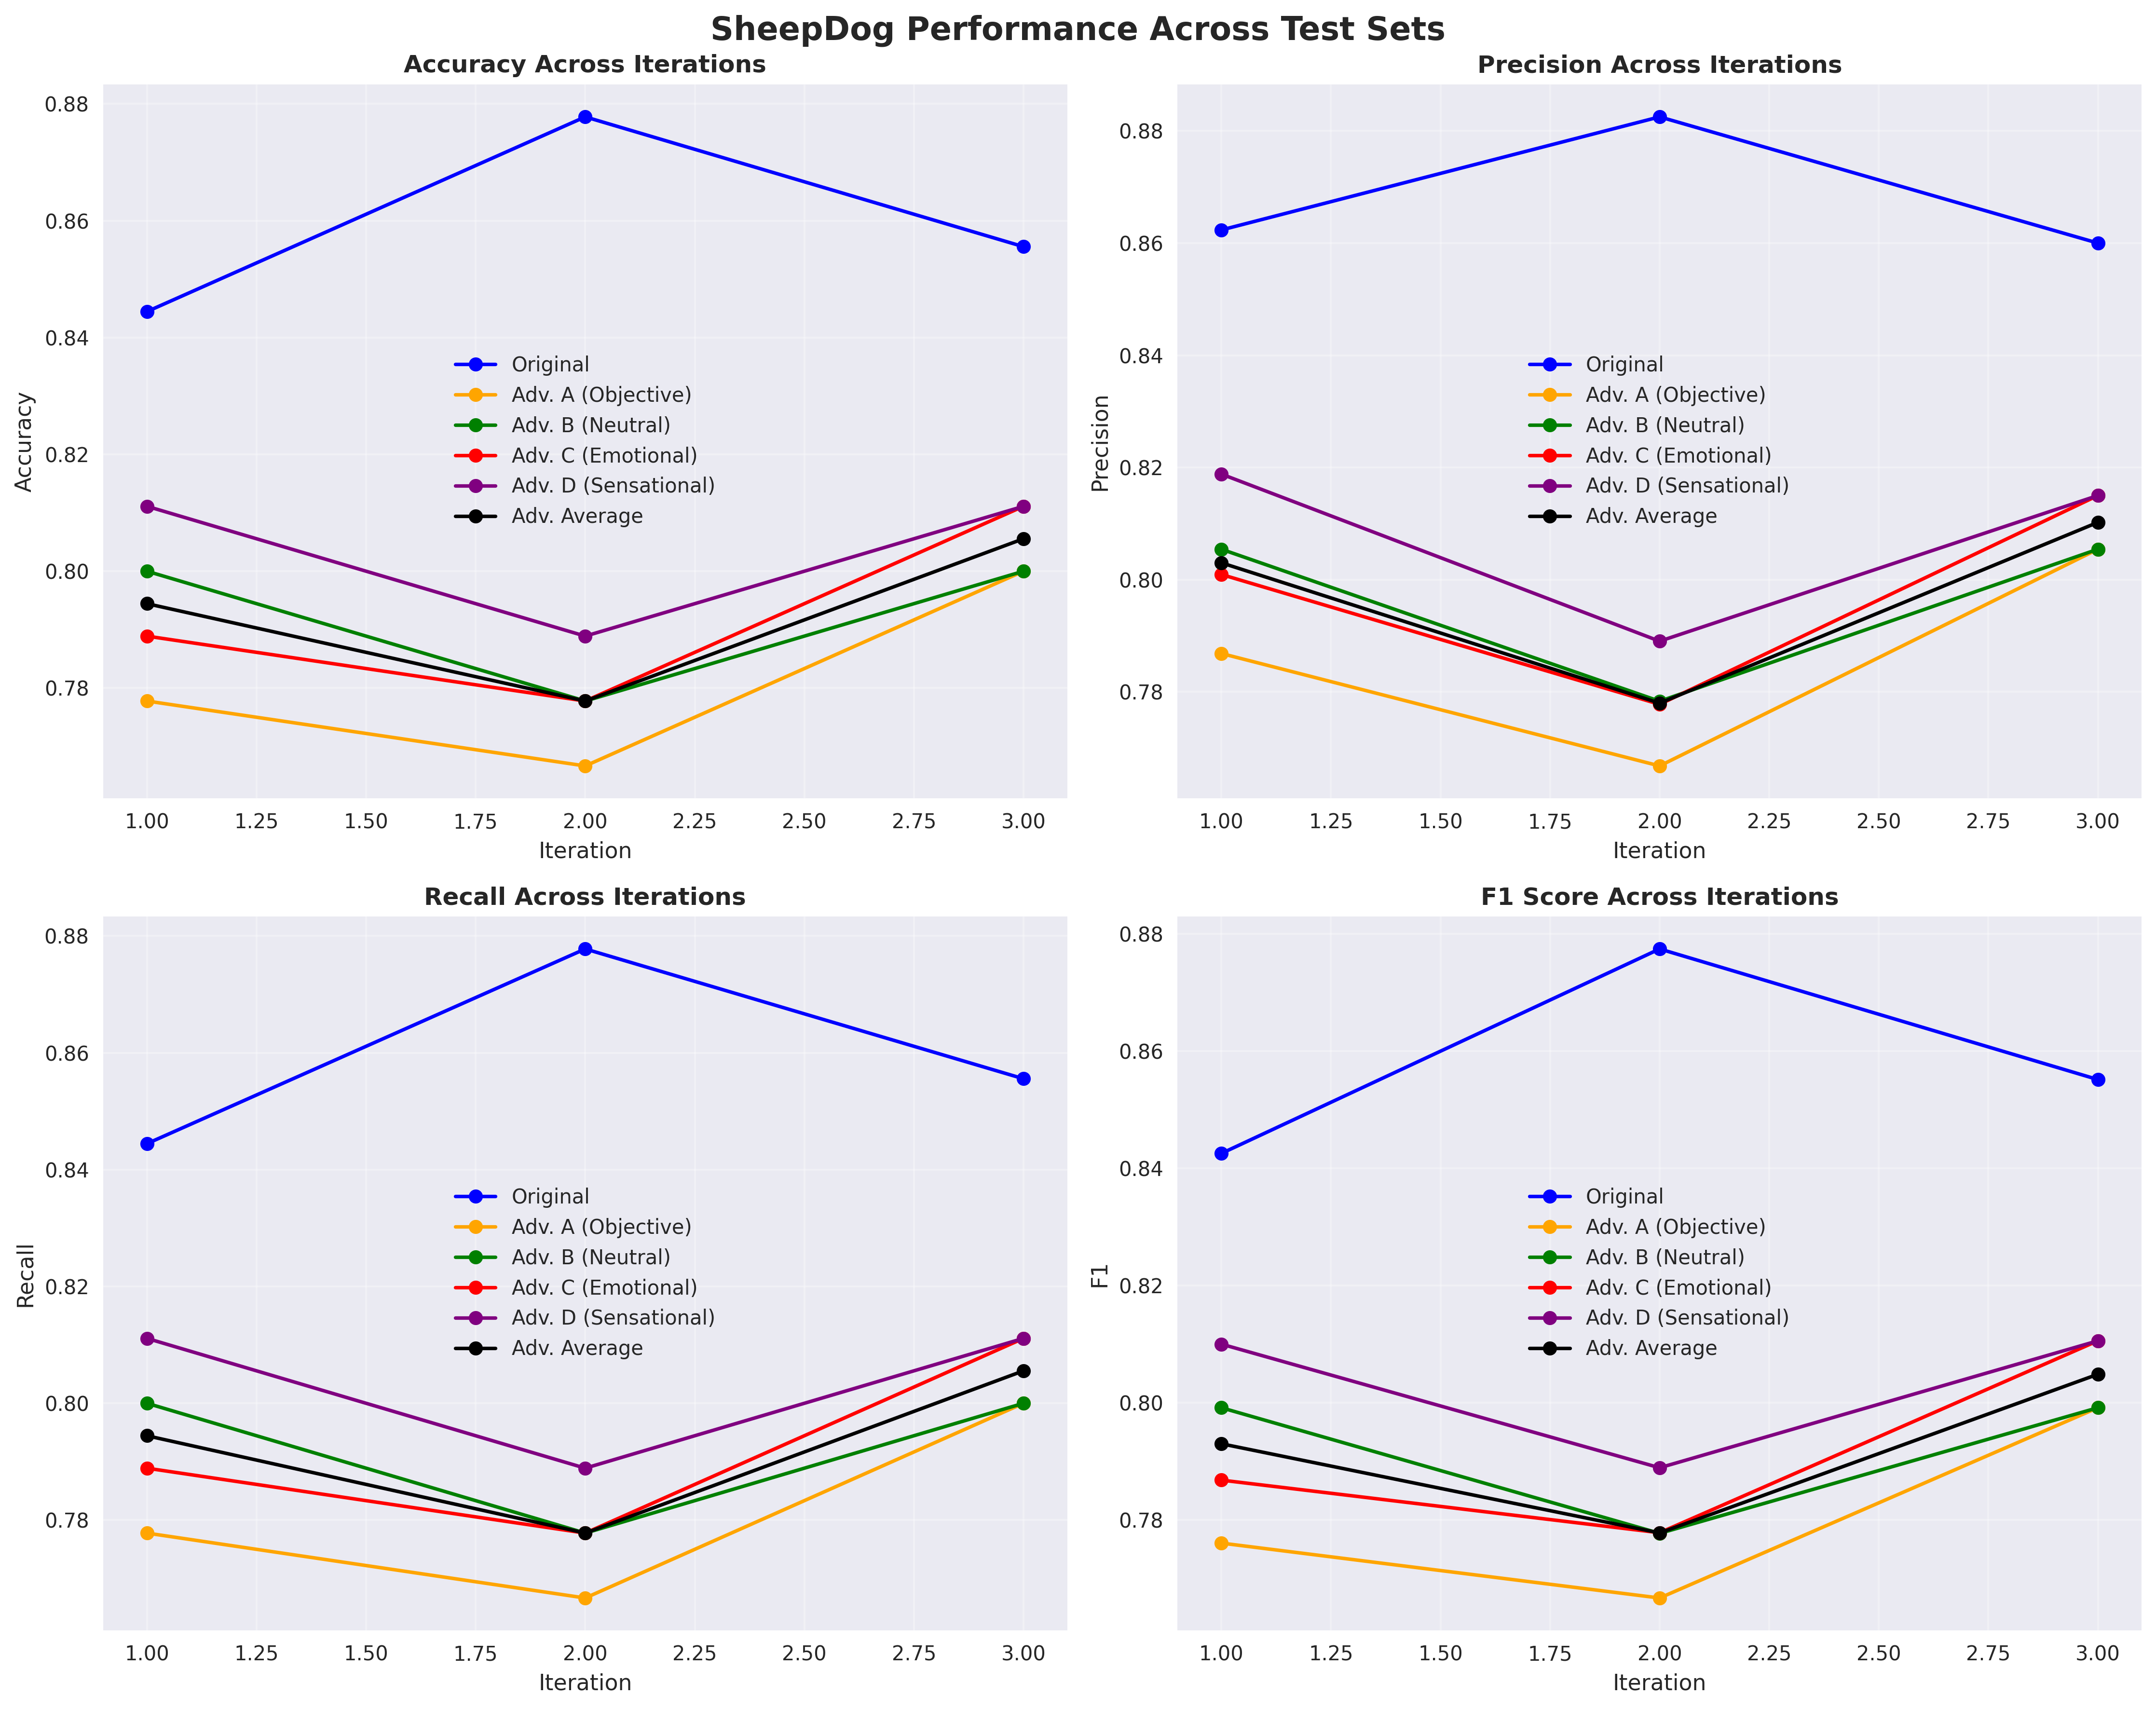 SheepDog Performance Across Test Sets
Accuracy Across Iterations
0.88
0.86
0.84
0.82
0.80
0.78
Accuracy
Original
Adv. A (Objective)
Adv. B (Neutral)
Adv. C (Emotional)
Adv. D (Sensational)
Adv. Average
1.00 1.25 1.50 1.75 2.00 2.25 2.50 2.75 3.00
Iteration
Precision Across Iterations
0.88
0.86
0.84
0.82
0.80
0.78
Precision
Original
Adv. A (Objective)
Adv. B (Neutral)
Adv. C (Emotional)
Adv. D (Sensational)
Adv. Average
1.00 1.25 1.50 1.75 2.00 2.25 2.50 2.75 3.00
Iteration
Recall Across Iterations
0.88
0.86
0.84
0.82
0.80
0.78
Recall
Original
Adv. A (Objective)
Adv. B (Neutral)
Adv. C (Emotional)
Adv. D (Sensational)
Adv. Average
1.00 1.25 1.50 1.75 2.00 2.25 2.50 2.75 3.00
Iteration
F1 Score Across Iterations
0.88
0.86
0.84
0.82
0.80
0.78
F1
Original
Adv. A (Objective)
Adv. B (Neutral)
Adv. C (Emotional)
Adv. D (Sensational)
Adv. Average
1.00 1.25 1.50 1.75 2.00 2.25 2.50 2.75 3.00
Iteration